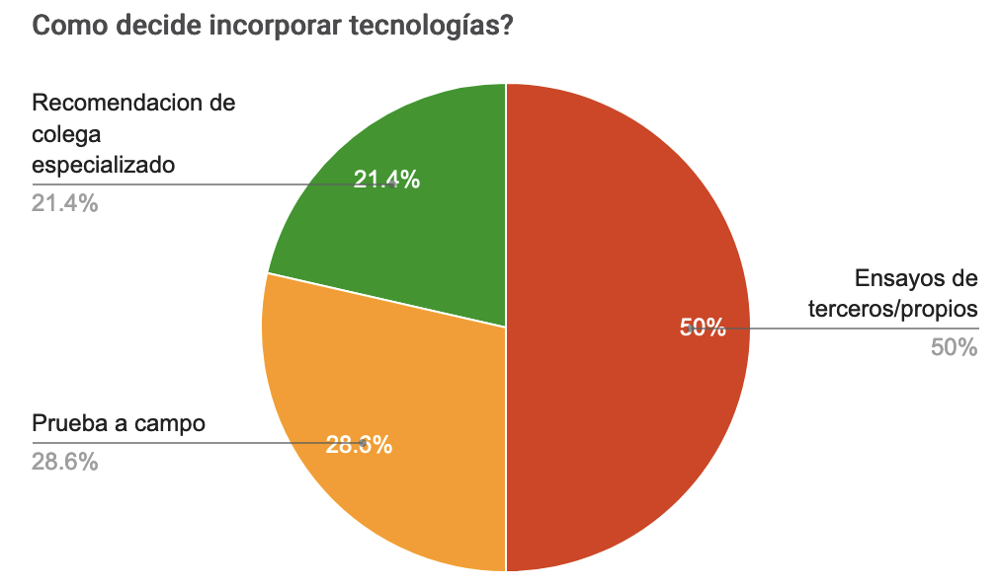 Como decide incorporar tecnologías?
Recomendacion de
colega
especializado
21.4%
21.4%
Ensayos de
terceros/propios
50%
50%
Prueba a campo
28.6%
28.6%